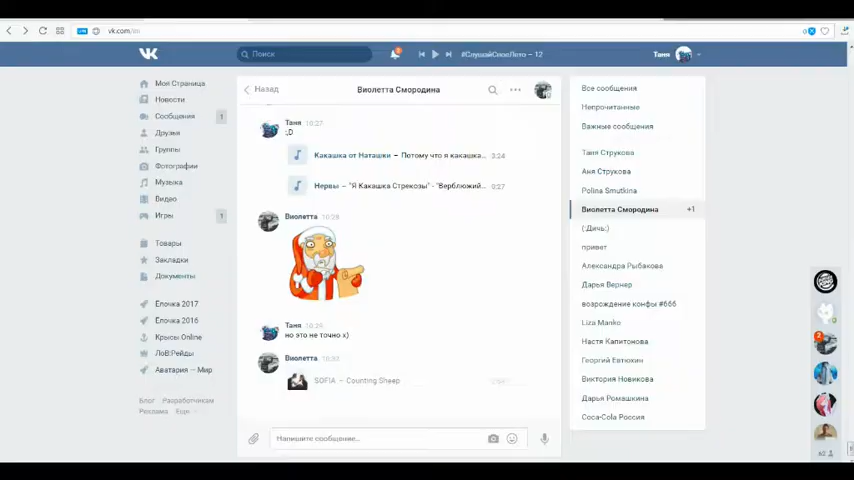 vk.com/im
Поиск
#СлушайСвоеЛето – 12
Таня
Моя Страница
Новости
Сообщения 1
Друзья
Группы
Фотографии
Музыка
Видео
Игры 1
Товары
Закладки
Документы
Ёлочка 2017
Ёлочка 2016
Крысы Online
ЛоВ:Рейды
Аватария — Мир
Блог Разработчикам
Реклама Ещё
Назад
Виолетта Смородина
Таня 10:27
;D
Какашка от Наташки – Потому что я какашка... 3:24
Нервы – "Я Какашка Стрекозы" - "Верблюжий... 0:27
Виолетта 10:28
Таня 10:29
но это не точно х)
Виолетта 10:30
SOFIA – Counting Sheep
Напишите сообщение...
Все сообщения
Непрочитанные
Важные сообщения
Таня Струкова
Аня Струкова
Polina Smutkina
Виолетта Смородина +1
(:Дичь:)
привет
Александра Рыбакова
Дарья Вернер
возрождение конфы #666
Liza Manko
Настя Капитонова
Георгий Евтюхин
Виктория Новикова
Дарья Ромашкина
Coca-Cola Россия
2
62